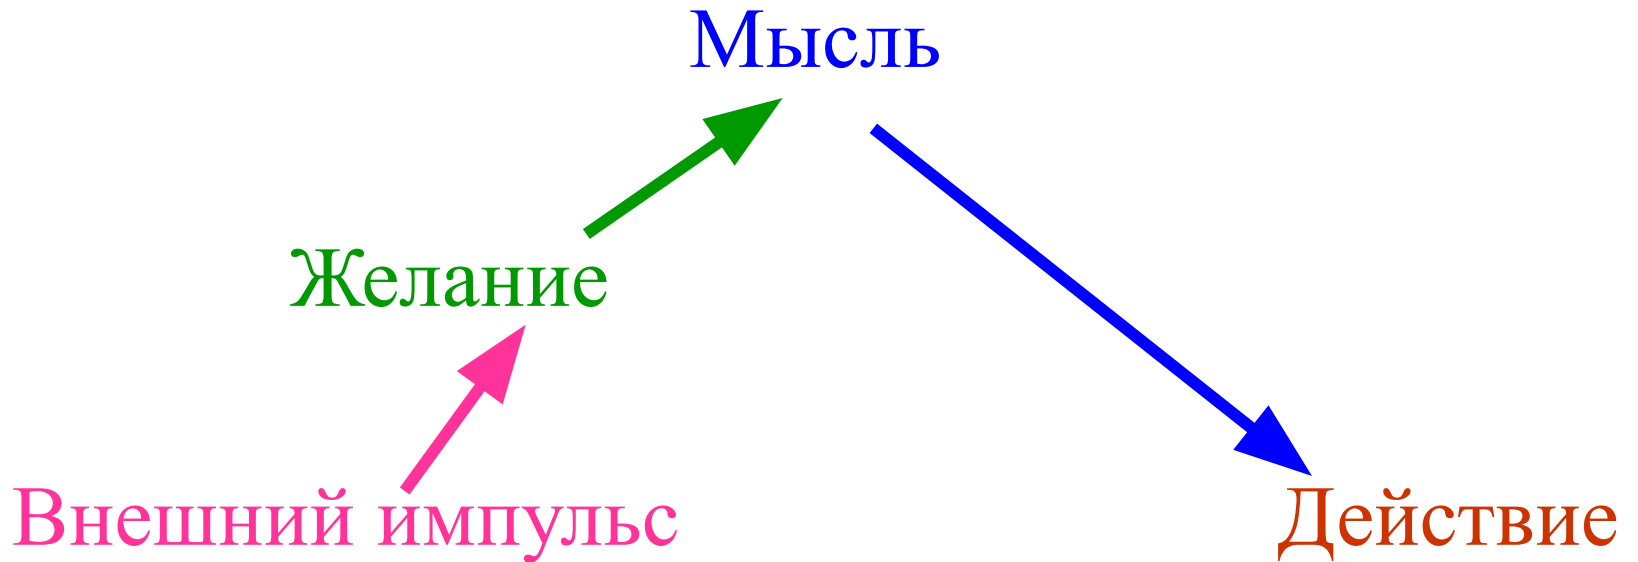 Мысль
Желание
Внешний импульс
Действие